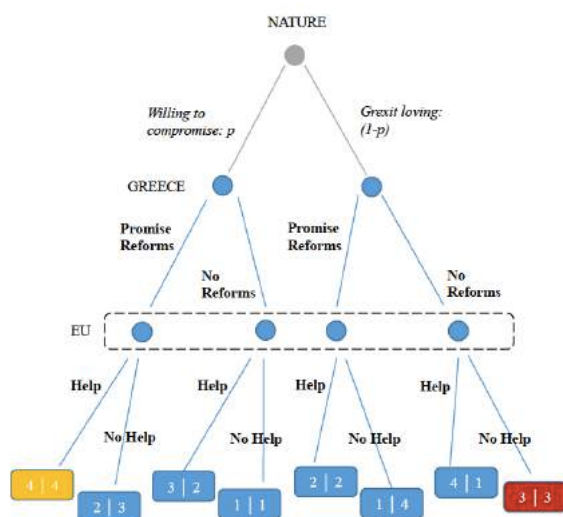 NATURE
Willing to
compromise: p
Grexit loving:
(1-p)
GREECE
Promise
Reforms
No
Reforms
Promise
Reforms
No
Reforms
EU
Help
No Help
Help
No Help
Help
No Help
Help
No Help
4 | 4
2 | 3
3 | 2
1 | 1
2 | 2
1 | 4
4 | 1
3 | 3